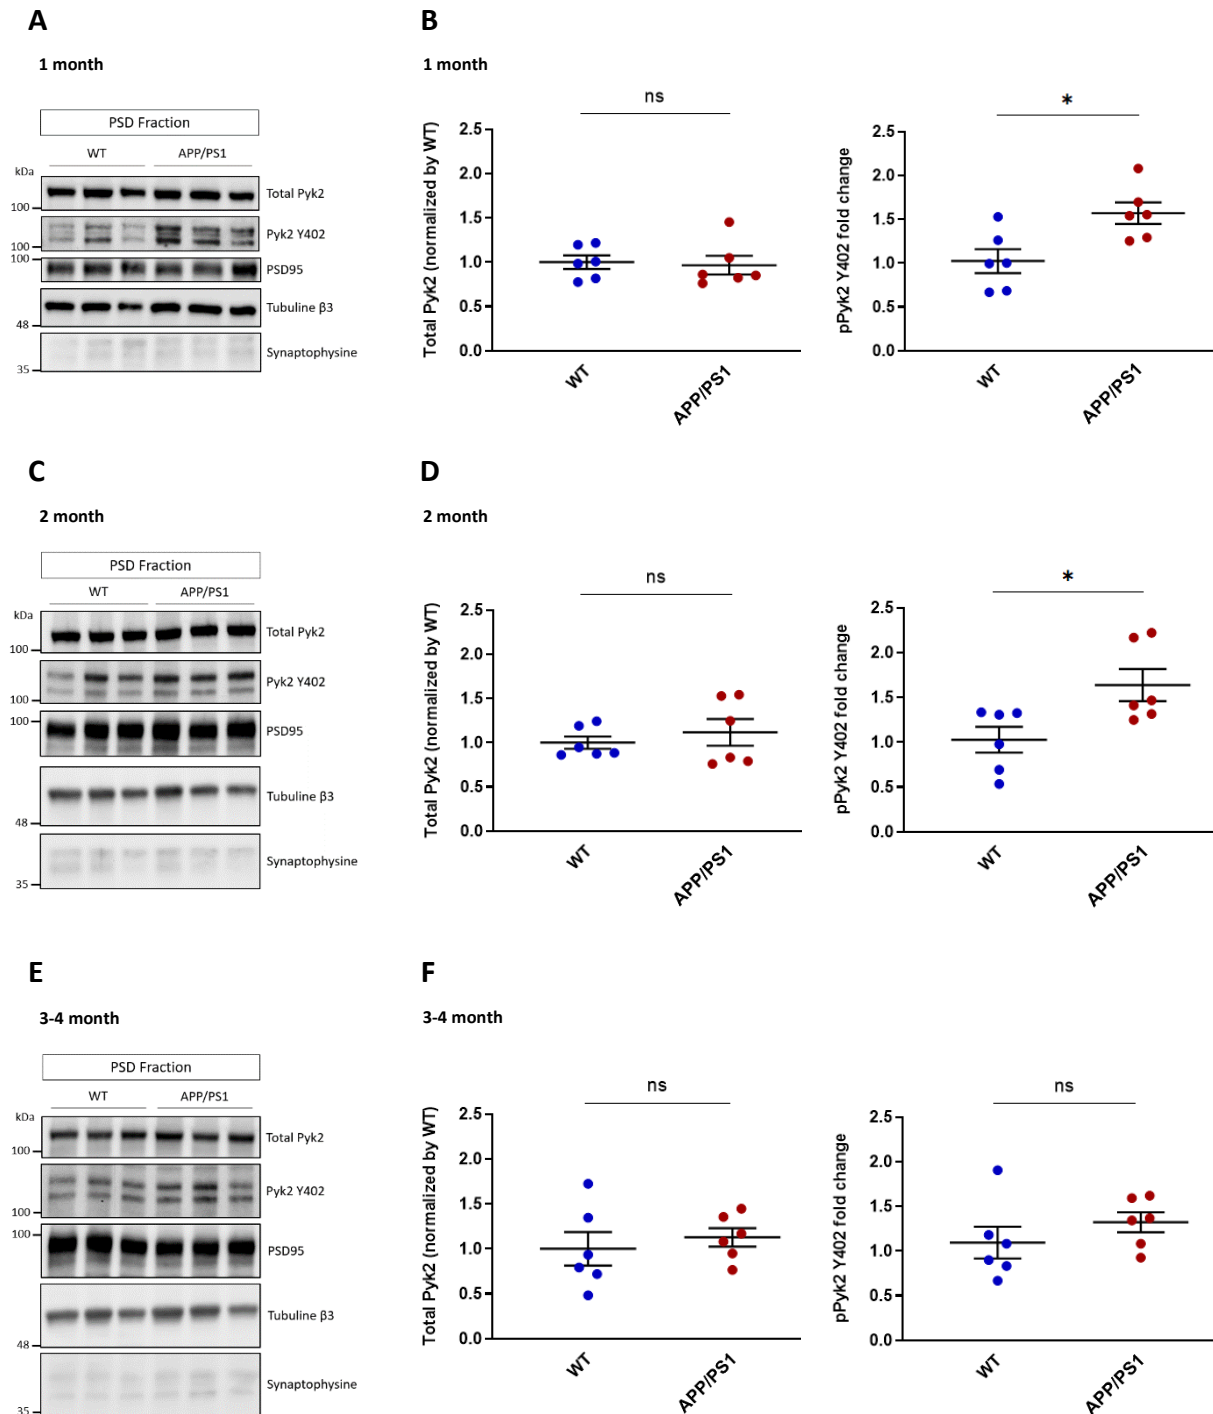 A
1 month
PSD Fraction
WT APP/PS1
kDa
Total Pyk2
100
Pyk2 Y402
100
100
PSD95
Tubuline β3
48
Synaptophysine
35
B
1 month
ns
Total Pyk2 (normalized by WT)
2.5
2.0
1.5
1.0
0.5
0.0
WT
APP/PS1
*
pPyk2 Y402 fold change
2.5
2.0
1.5
1.0
0.5
0.0
WT
APP/PS1
C
2 month
PSD Fraction
WT APP/PS1
kDa
Total Pyk2
100
Pyk2 Y402
100
100
PSD95
Tubuline β3
48
Synaptophysine
35
D
2 month
ns
Total Pyk2 (normalized by WT)
2.5
2.0
1.5
1.0
0.5
0.0
WT
APP/PS1
*
pPyk2 Y402 fold change
2.5
2.0
1.5
1.0
0.5
0.0
WT
APP/PS1
E
3-4 month
PSD Fraction
WT APP/PS1
kDa
Total Pyk2
100
Pyk2 Y402
100
100
PSD95
Tubuline β3
48
Synaptophysine
35
F
3-4 month
ns
Total Pyk2 (normalized by WT)
2.5
2.0
1.5
1.0
0.5
0.0
WT
APP/PS1
ns
pPyk2 Y402 fold change
2.5
2.0
1.5
1.0
0.5
0.0
WT
APP/PS1